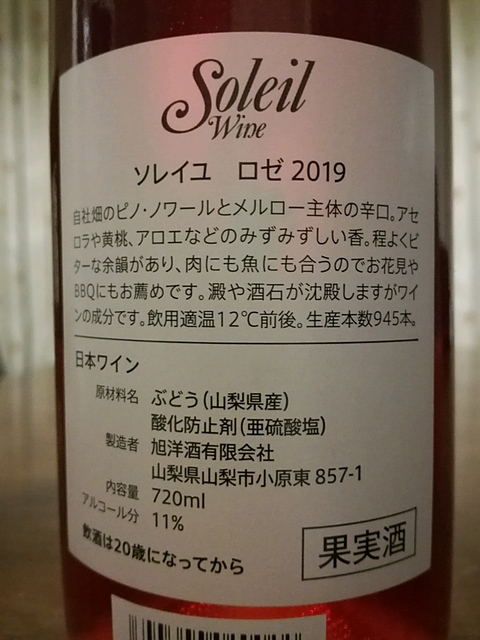 Soleil
Wine
ソレイユ ロゼ 2019
自社畑のピノ・ノワールとメルロー主体の辛口。アセ
ロラや黄桃、アロエなどのみずみずしい香。程よくビ
ターな余韻があり、肉にも魚にも合うのでお花見や
BBQにもお薦めです。澱や酒石が沈殿しますがワイ
ンの成分です。飲用適温12℃前後。生産本数945本。
日本ワイン
原材料名 ぶどう(山梨県産)
酸化防止剤(亜硫酸塩)
製造者 旭洋酒有限会社
山梨県山梨市小原東 857-1
内容量 720ml
アルコール分 11%
飲酒は20歳になってから
果実酒